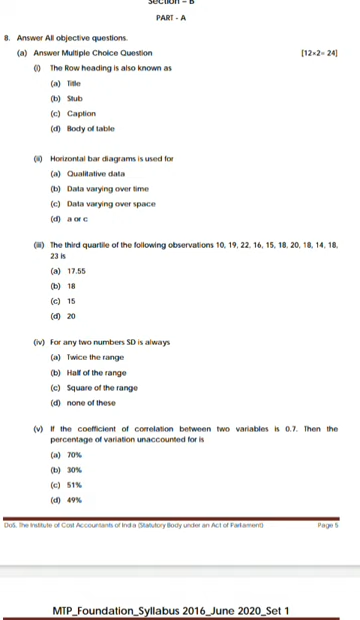 Section – B
PART - A
8. Answer All objective questions.
(a) Answer Multiple Choice Question [12×2= 24]
(i) The Row heading is also known as
(a) Title
(b) Stub
(c) Caption
(d) Body of table
(ii) Horizontal bar diagrams is used for
(a) Qualitative data
(b) Data varying over time
(c) Data varying over space
(d) a or c
(iii) The third quartile of the following observations 10, 19, 22, 16, 15, 18, 20, 18, 14, 18,
23 is
(a) 17.55
(b) 18
(c) 15
(d) 20
(iv) For any two numbers SD is always
(a) Twice the range
(b) Half of the range
(c) Square of the range
(d) none of these
(v) If the coefficient of correlation between two variables is 0.7. Then the
percentage of variation unaccounted for is
(a) 70%
(b) 30%
(c) 51%
(d) 49%
DoS, The Institute of Cost Accountants of India (Statutory Body under an Act of Parliament) Page 5
MTP_Foundation_Syllabus 2016_June 2020_Set 1